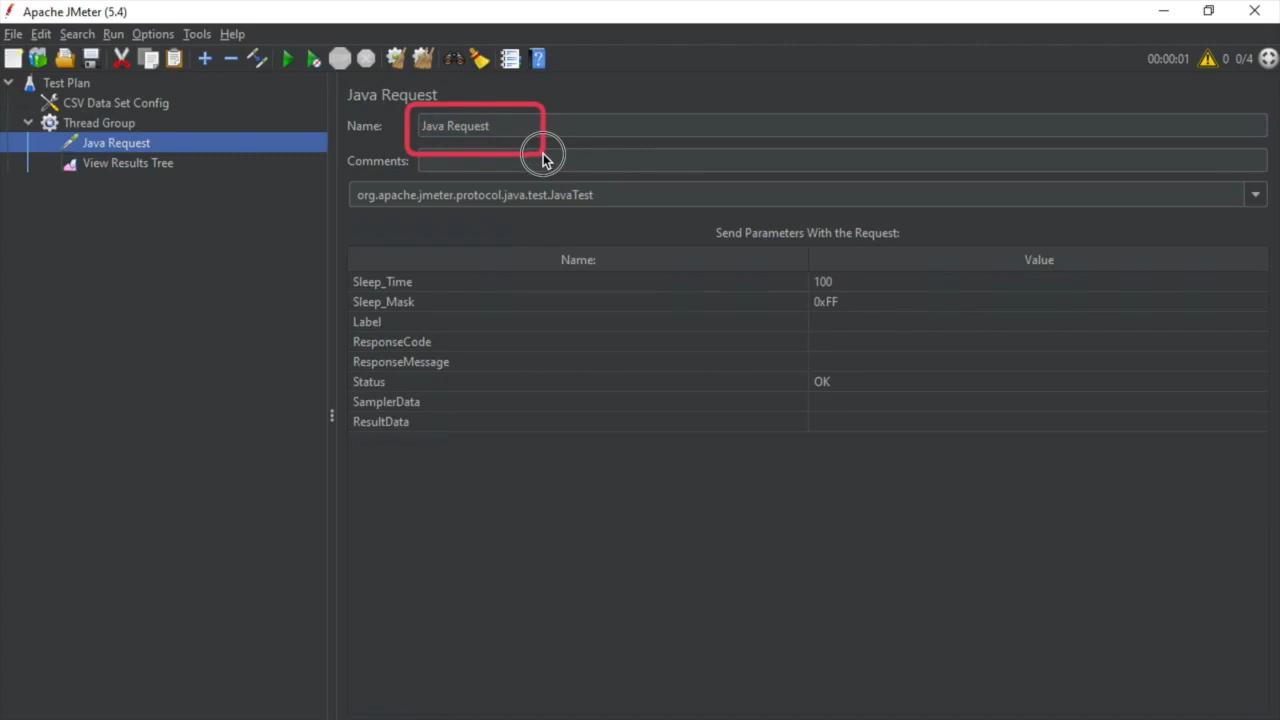 Apache JMeter (5.4)
File Edit Search Run Options Tools Help
00:00:01 0 0/4
Test Plan
CSV Data Set Config
Thread Group
Java Request
View Results Tree
Java Request
Name: Java Request
Comments:
org.apache.jmeter.protocol.java.test.JavaTest
Send Parameters With the Request:
Name: Value
Sleep_Time 100
Sleep_Mask 0xFF
Label
ResponseCode
ResponseMessage
Status OK
SamplerData
ResultData